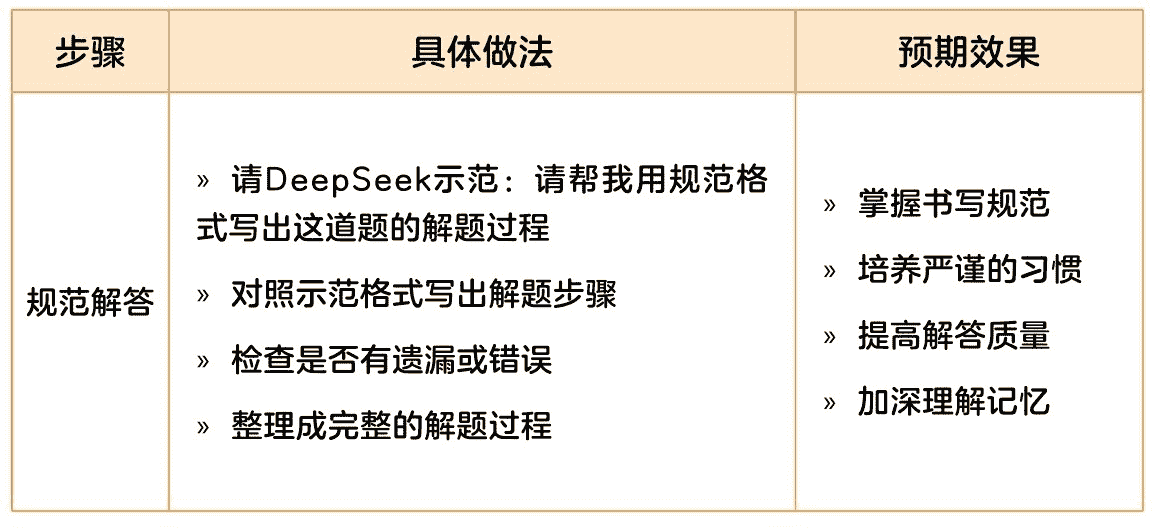 步骤
具体做法
预期效果
规范解答
» 请DeepSeek示范：请帮我用规范格
式写出这道题的解题过程
» 对照示范格式写出解题步骤
» 检查是否有遗漏或错误
» 整理成完整的解题过程
» 掌握书写规范
» 培养严谨的习惯
» 提高解答质量
» 加深理解记忆